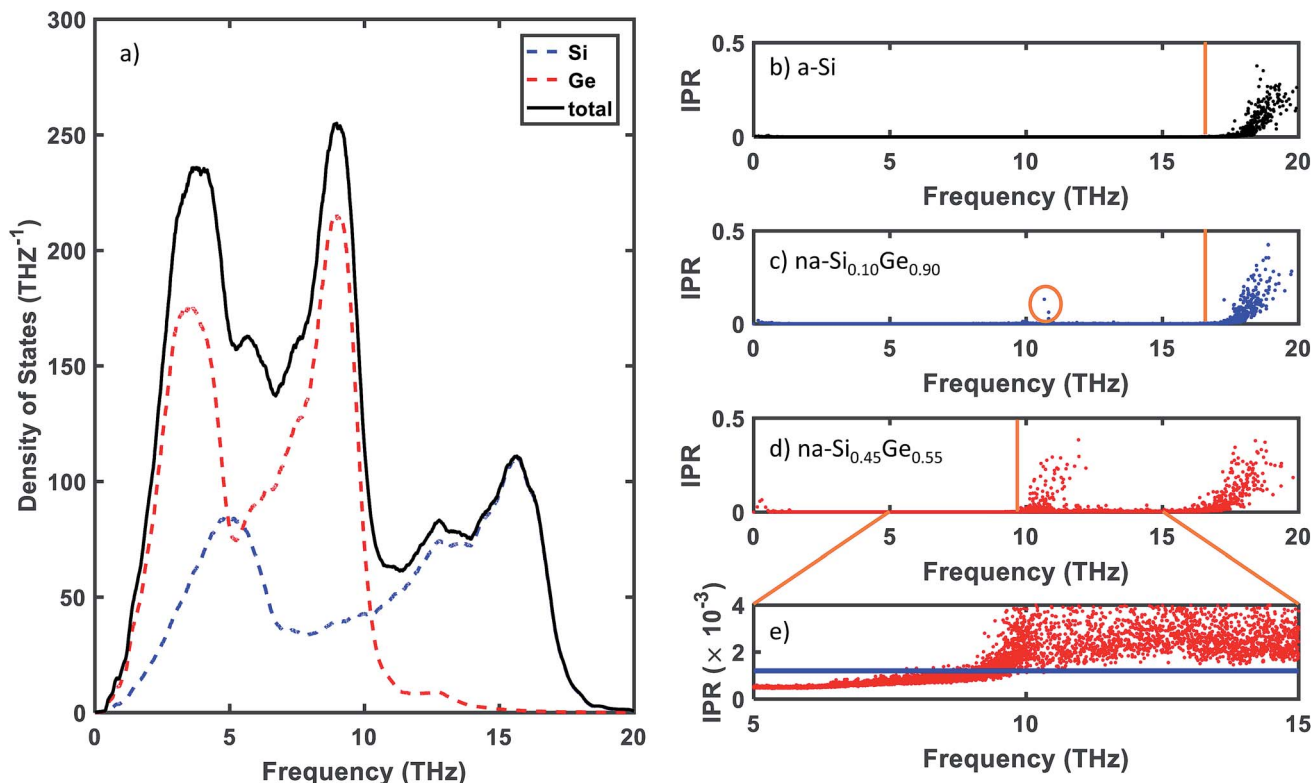 a)
Si
Ge
total
300
250
200
150
100
50
0
Density of States (THZ⁻¹)
0 5 10 15 20
Frequency (THz)
b) a-Si
0.5
0
IPR
0 5 10 15 20
Frequency (THz)
c) na-Si₀.₁₀Ge₀.₉₀
0.5
0
IPR
0 5 10 15 20
Frequency (THz)
d) na-Si₀.₄₅Ge₀.₅₅
0.5
0
IPR
0 5 10 15 20
Frequency (THz)
e)
4
2
0
IPR (× 10⁻³)
5 10 15
Frequency (THz)